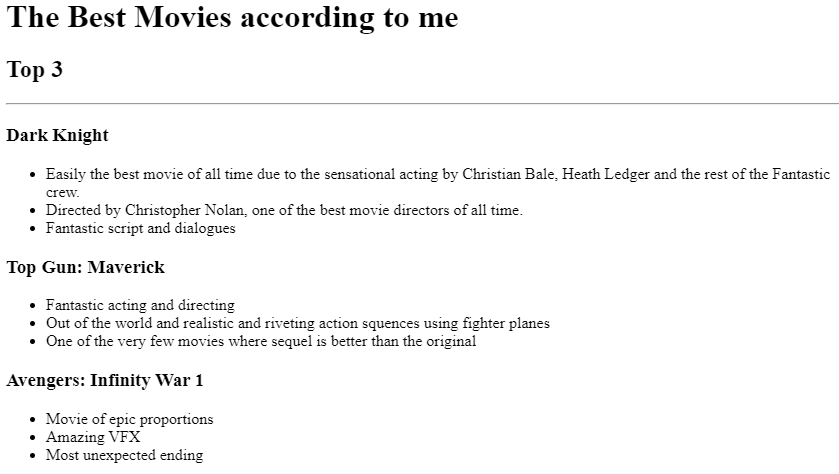 The Best Movies according to me
Top 3
Dark Knight
Easily the best movie of all time due to the sensational acting by Christian Bale, Heath Ledger and the rest of the Fantastic
crew.
Directed by Christopher Nolan, one of the best movie directors of all time.
Fantastic script and dialogues
Top Gun: Maverick
Fantastic acting and directing
Out of the world and realistic and riveting action squences using fighter planes
One of the very few movies where sequel is better than the original
Avengers: Infinity War 1
Movie of epic proportions
Amazing VFX
Most unexpected ending